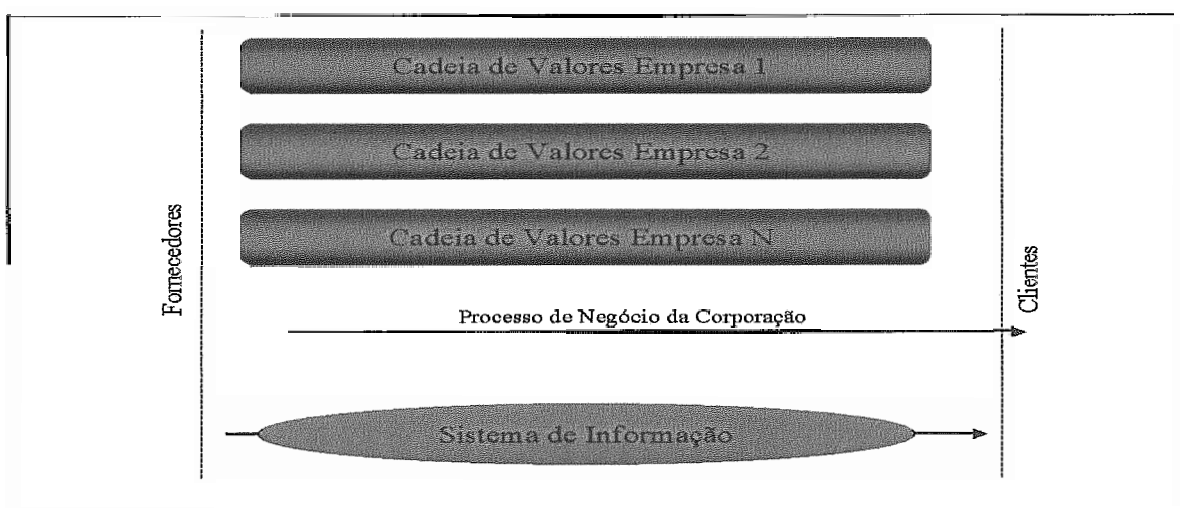 Cadeia de Valores Empresa 1
Cadeia de Valores Empresa 2
Cadeia de Valores Empresa N
Fornecedores
Clientes
Processo de Negócio da Corporação
Sistema de Informação